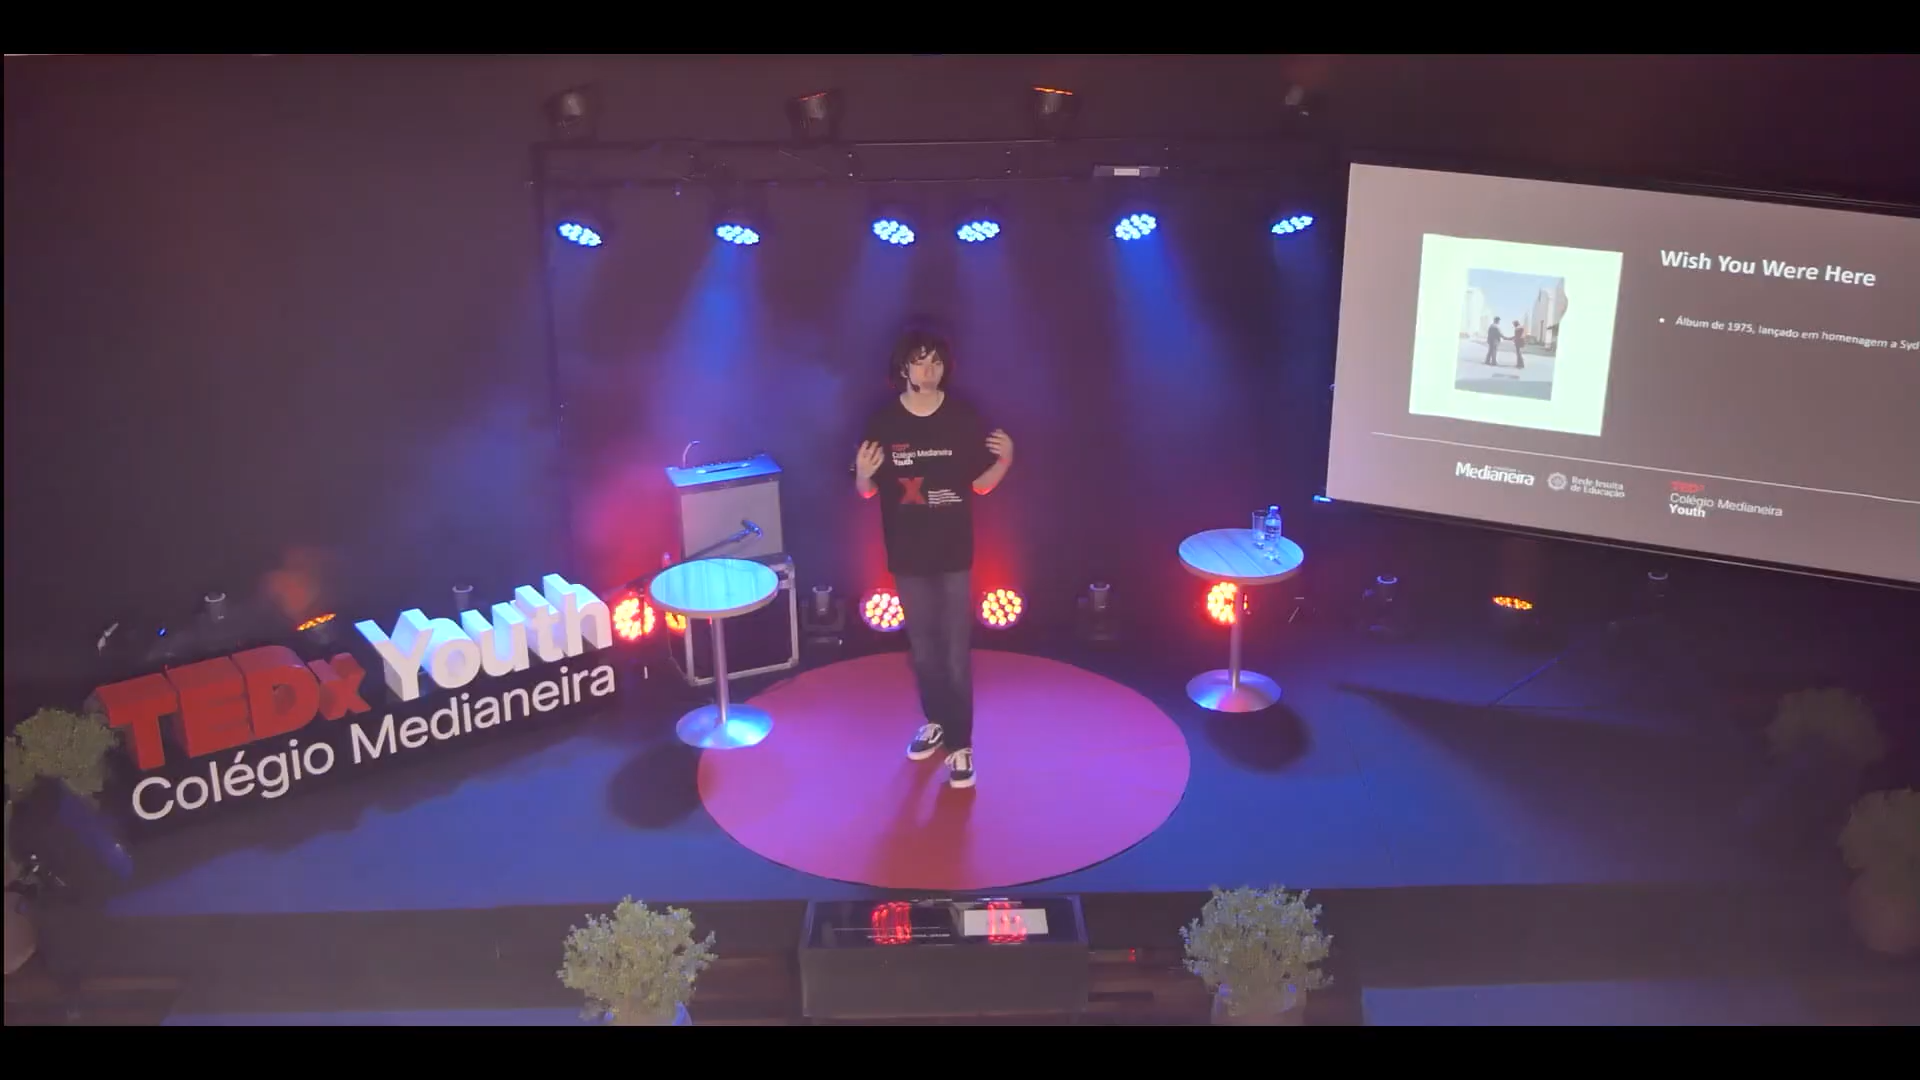 TEDx Youth
Colégio Medianeira
Colégio Medianeira
Youth
X
Wish You Were Here
• Álbum de 1975, lançado em homenagem a Syd
Medianeira
Rede Jesuíta
de Educação
TEDx
Colégio Medianeira
Youth